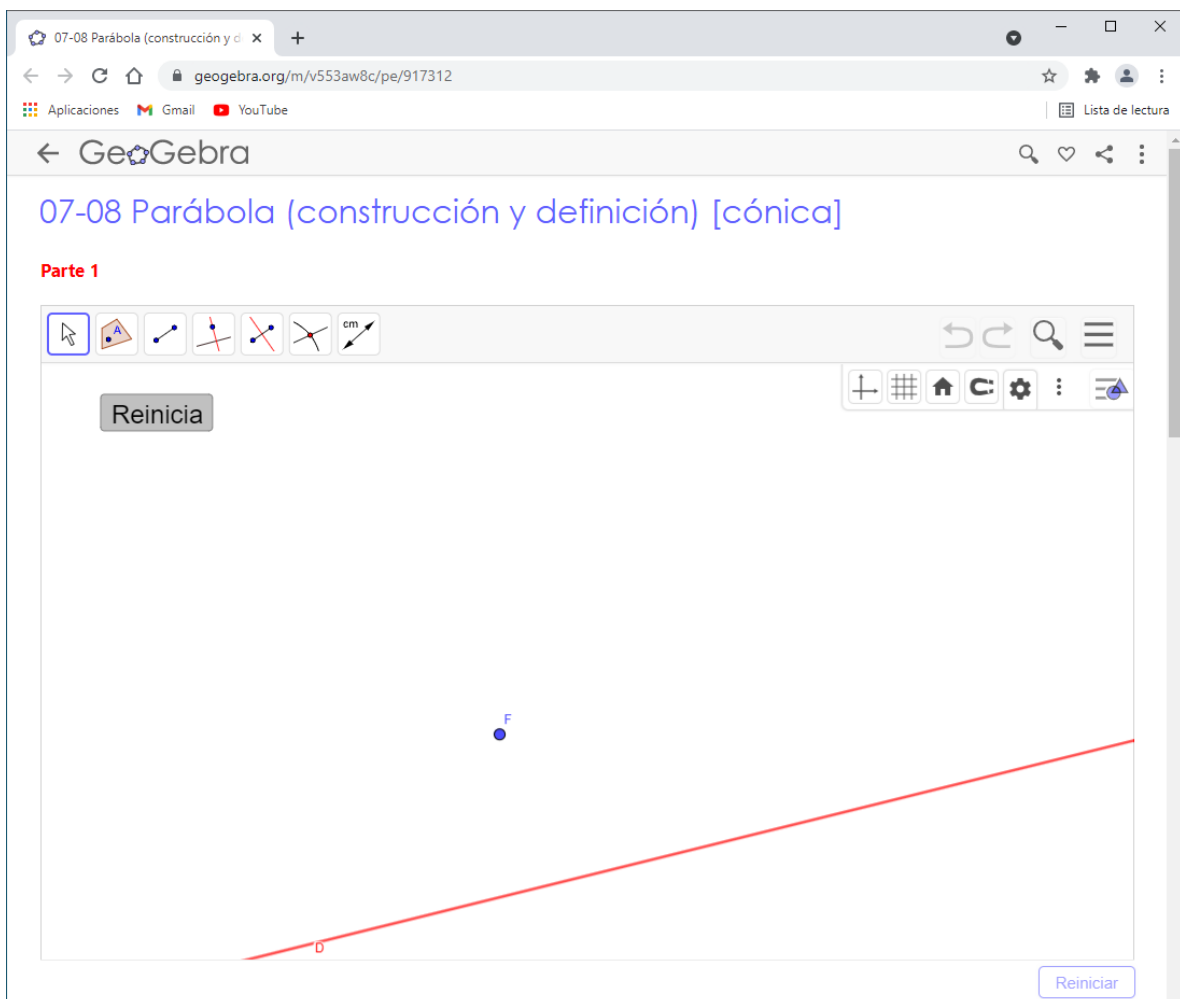 07-08 Parábola (construcción y d
geogebra.org/m/v553aw8c/pe/917312
Aplicaciones Gmail YouTube Lista de lectura
GeoGebra
07-08 Parábola (construcción y definición) [cónica]
Parte 1
A cm
Reinicia
F
D
Reiniciar